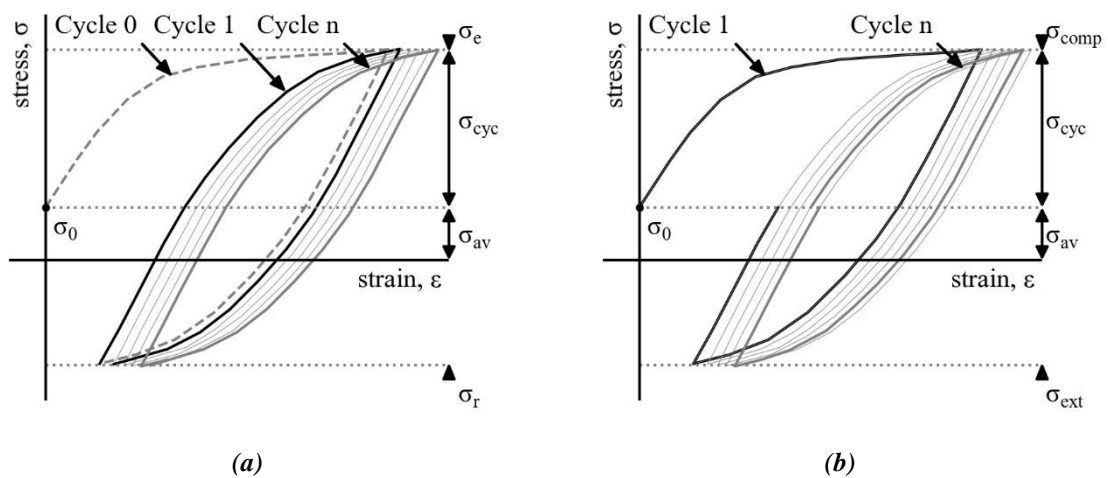 Cycle 0 Cycle 1 Cycle n
σe
stress, σ
σcyc
σ0
σav
strain, ε
σr
(a)
Cycle 1 Cycle n
σcomp
stress, σ
σcyc
σ0
σav
strain, ε
σext
(b)